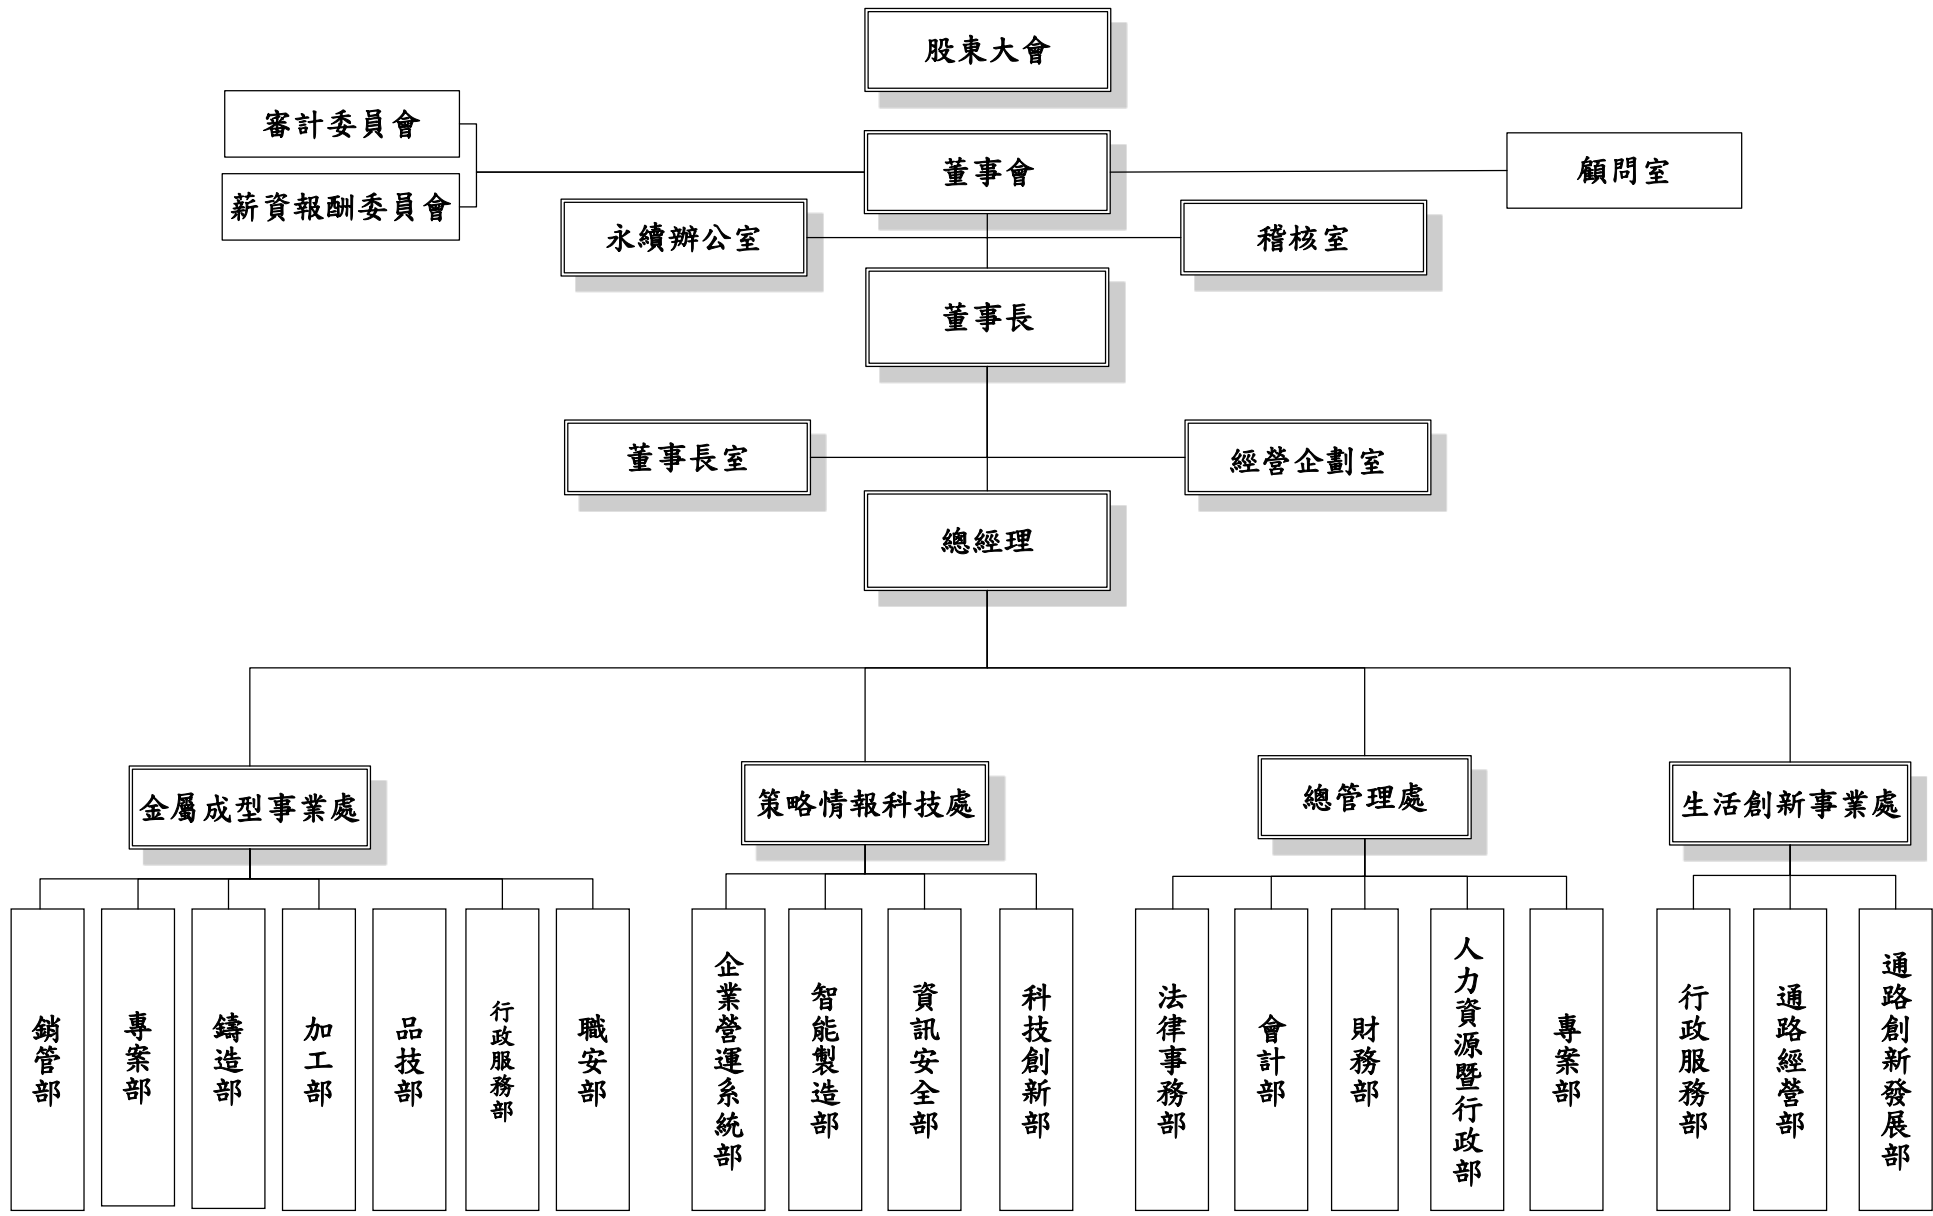 股東大會
審計委員會
董事會
顧問室
薪資報酬委員會
永續辦公室
稽核室
董事長
董事長室
經營企劃室
總經理
金屬成型事業處
策略情報科技處
總管理處
生活創新事業處
銷管部
專案部
鑄造部
加工部
品技部
行政服務部
職安部
企業營運系統部
智能製造部
資訊安全部
科技創新部
法律事務部
會計部
財務部
人力資源暨行政部
專案部
行政服務部
通路經營部
通路創新發展部